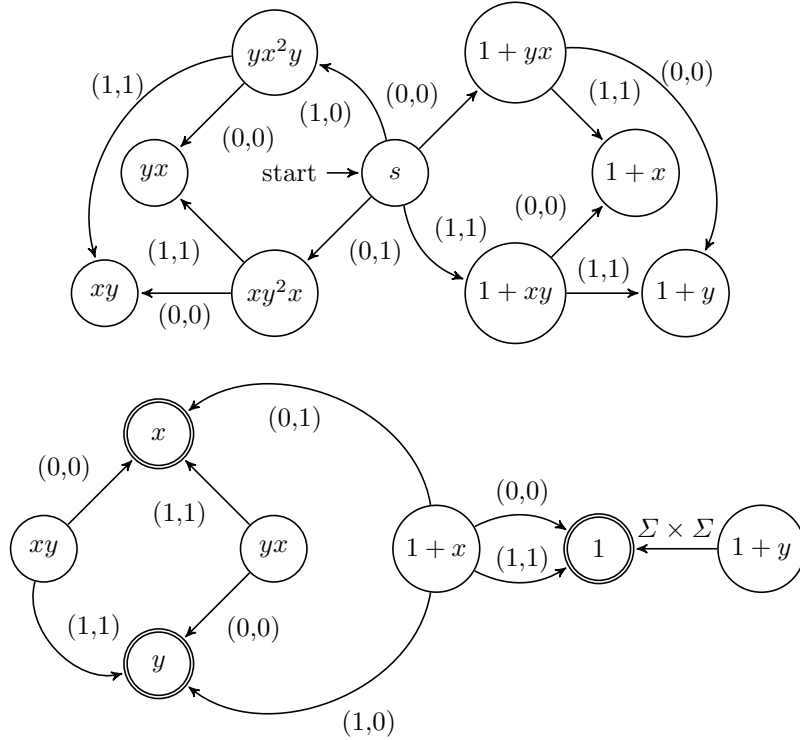 yx²y
1 + yx
(1,1)
(0,0)
(0,0)
(1,0)
(1,1)
(0,0)
yx
start
s
1 + x
(0,0)
(1,1)
(0,1)
(1,1)
(1,1)
xy
(0,0)
xy²x
1 + xy
1 + y
x
(0,1)
(0,0)
(1,1)
(0,0)
Σ × Σ
xy
yx
1 + x
(1,1)
1
1 + y
(1,1)
(0,0)
y
(1,0)